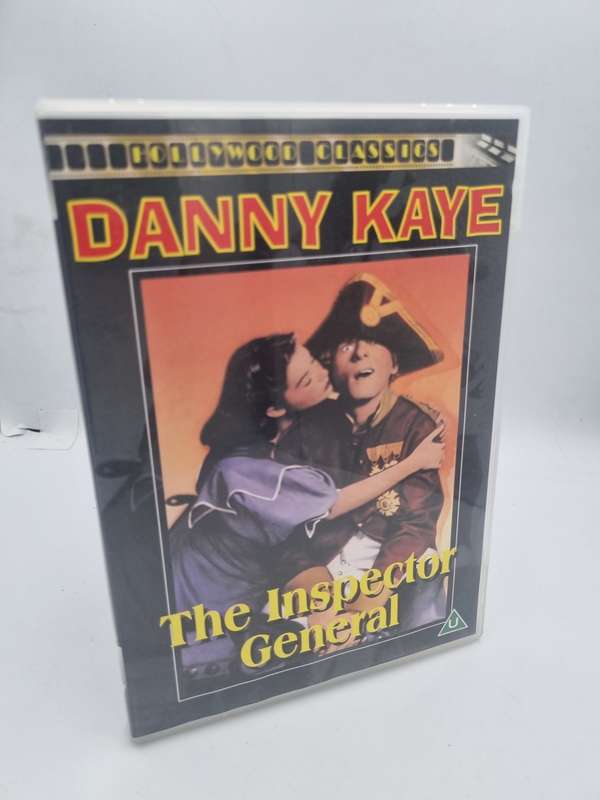 HOLLYWOOD CLASSICS
DANNY KAYE
The Inspector
General
U